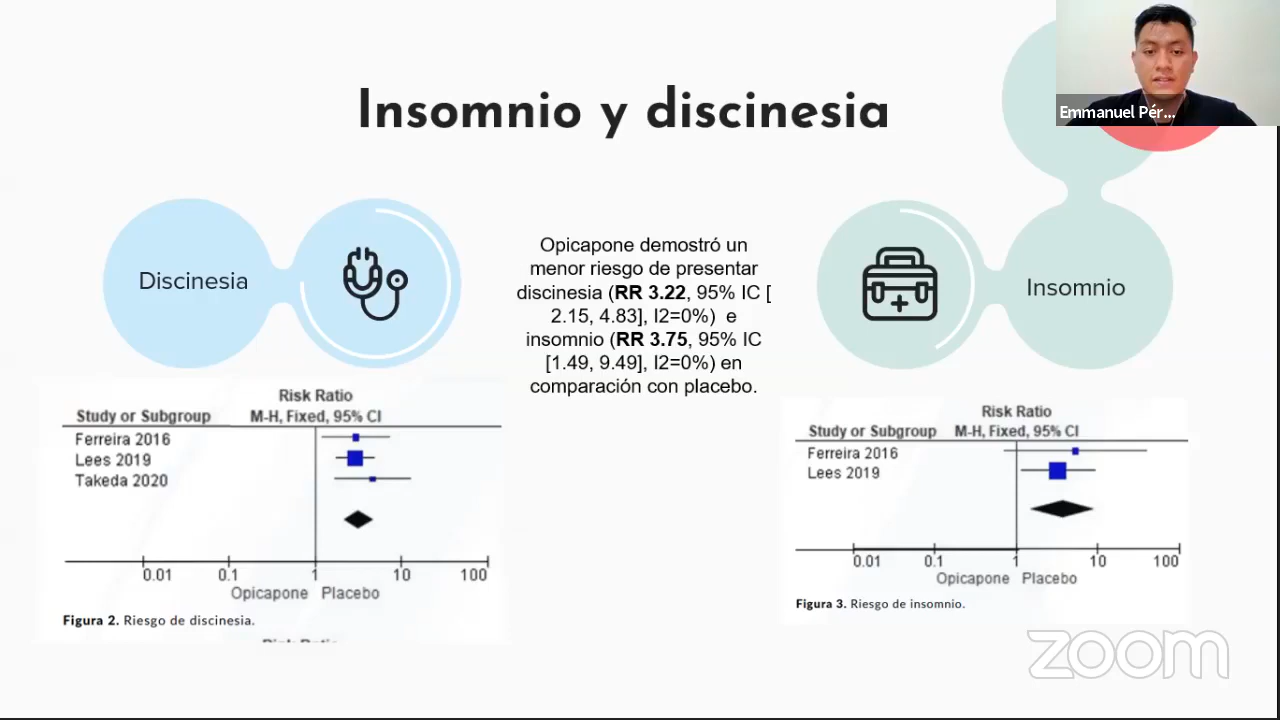 Emmanuel Pér...
Insomnio y discinesia
Discinesia
Opicapone demostró un
menor riesgo de presentar
discinesia (RR 3.22, 95% IC [
2.15, 4.83], I2=0%) e
insomnio (RR 3.75, 95% IC
[1.49, 9.49], I2=0%) en
comparación con placebo.
Insomnio
Risk Ratio
Study or Subgroup M-H, Fixed, 95% CI
Ferreira 2016
Lees 2019
Takeda 2020
0.01 0.1 1 10 100
Opicapone Placebo
Figura 2. Riesgo de discinesia.
Risk Ratio
Study or Subgroup M-H, Fixed, 95% CI
Ferreira 2016
Lees 2019
0.01 0.1 1 10 100
Opicapone Placebo
Figura 3. Riesgo de insomnio.
zoom